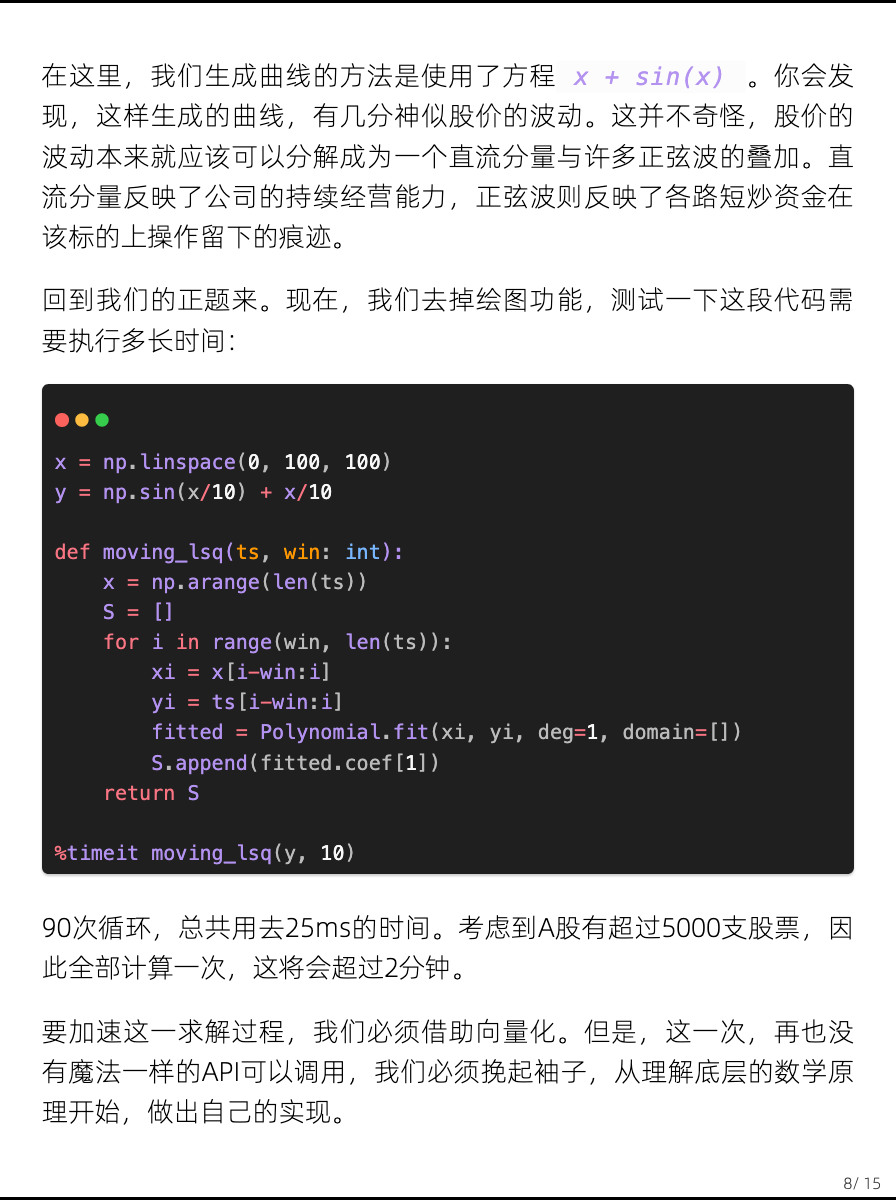 在这里，我们生成曲线的方法是使用了方程 x + sin(x) 。你会发
现，这样生成的曲线，有几分神似股价的波动。这并不奇怪，股价的
波动本来就应该可以分解成为一个直流分量与许多正弦波的叠加。直
流分量反映了公司的持续经营能力，正弦波则反映了各路短炒资金在
该标的上操作留下的痕迹。
回到我们的正题来。现在，我们去掉绘图功能，测试一下这段代码需
要执行多长时间：
x = np.linspace(0, 100, 100)
y = np.sin(x/10) + x/10
def moving_lsq(ts, win: int):
    x = np.arange(len(ts))
    S = []
    for i in range(win, len(ts)):
        xi = x[i-win:i]
        yi = ts[i-win:i]
        fitted = Polynomial.fit(xi, yi, deg=1, domain=[])
        S.append(fitted.coef[1])
    return S
%timeit moving_lsq(y, 10)
90次循环，总共用去25ms的时间。考虑到A股有超过5000支股票，因
此全部计算一次，这将会超过2分钟。
要加速这一求解过程，我们必须借助向量化。但是，这一次，再也没
有魔法一样的API可以调用，我们必须挽起袖子，从理解底层的数学原
理开始，做出自己的实现。
8/ 15